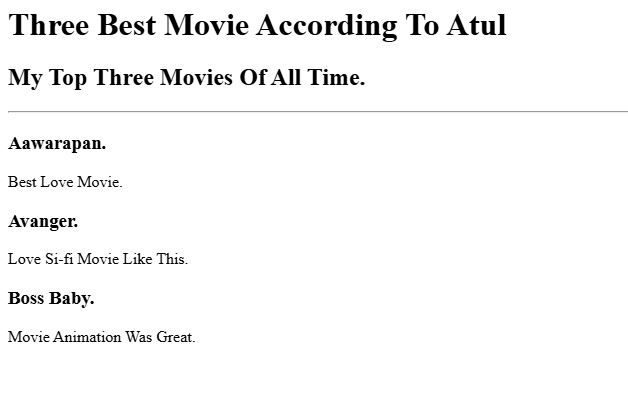 Three Best Movie According To Atul
My Top Three Movies Of All Time.
Aawarapan.
Best Love Movie.
Avanger.
Love Si-fi Movie Like This.
Boss Baby.
Movie Animation Was Great.